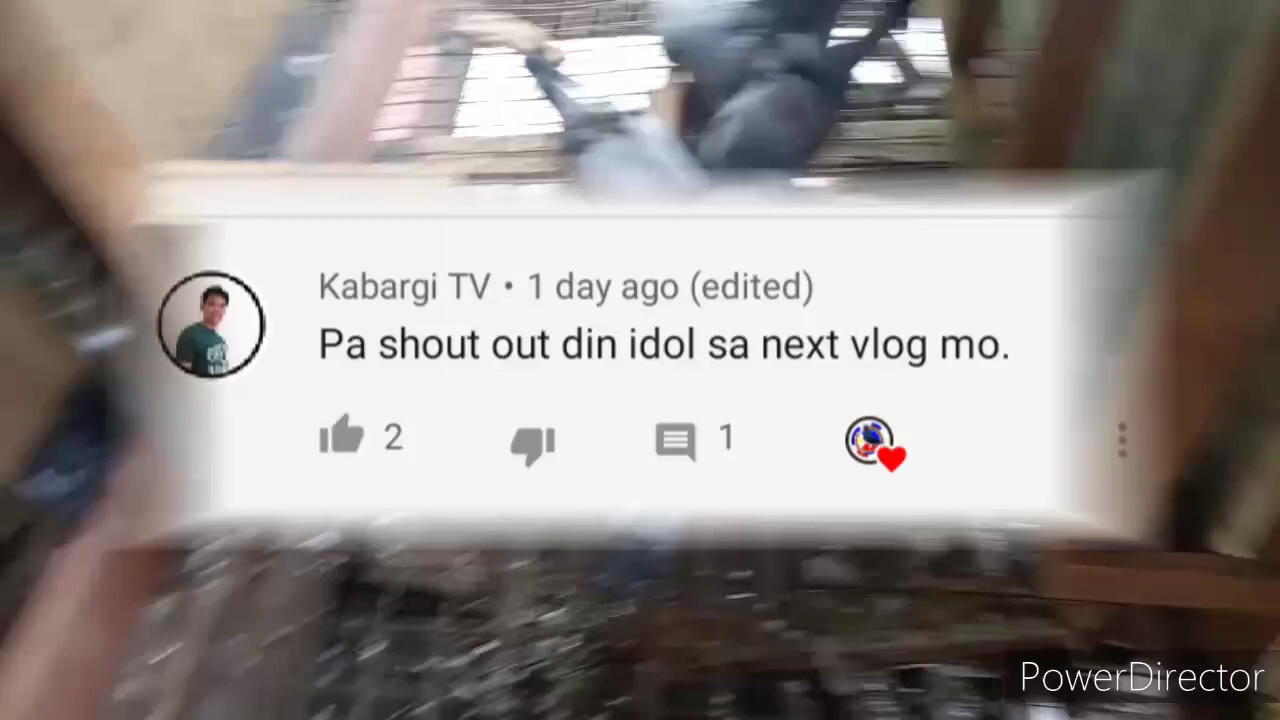 Kabargi TV • 1 day ago (edited)
Pa shout out din idol sa next vlog mo.
2
1
PowerDirector